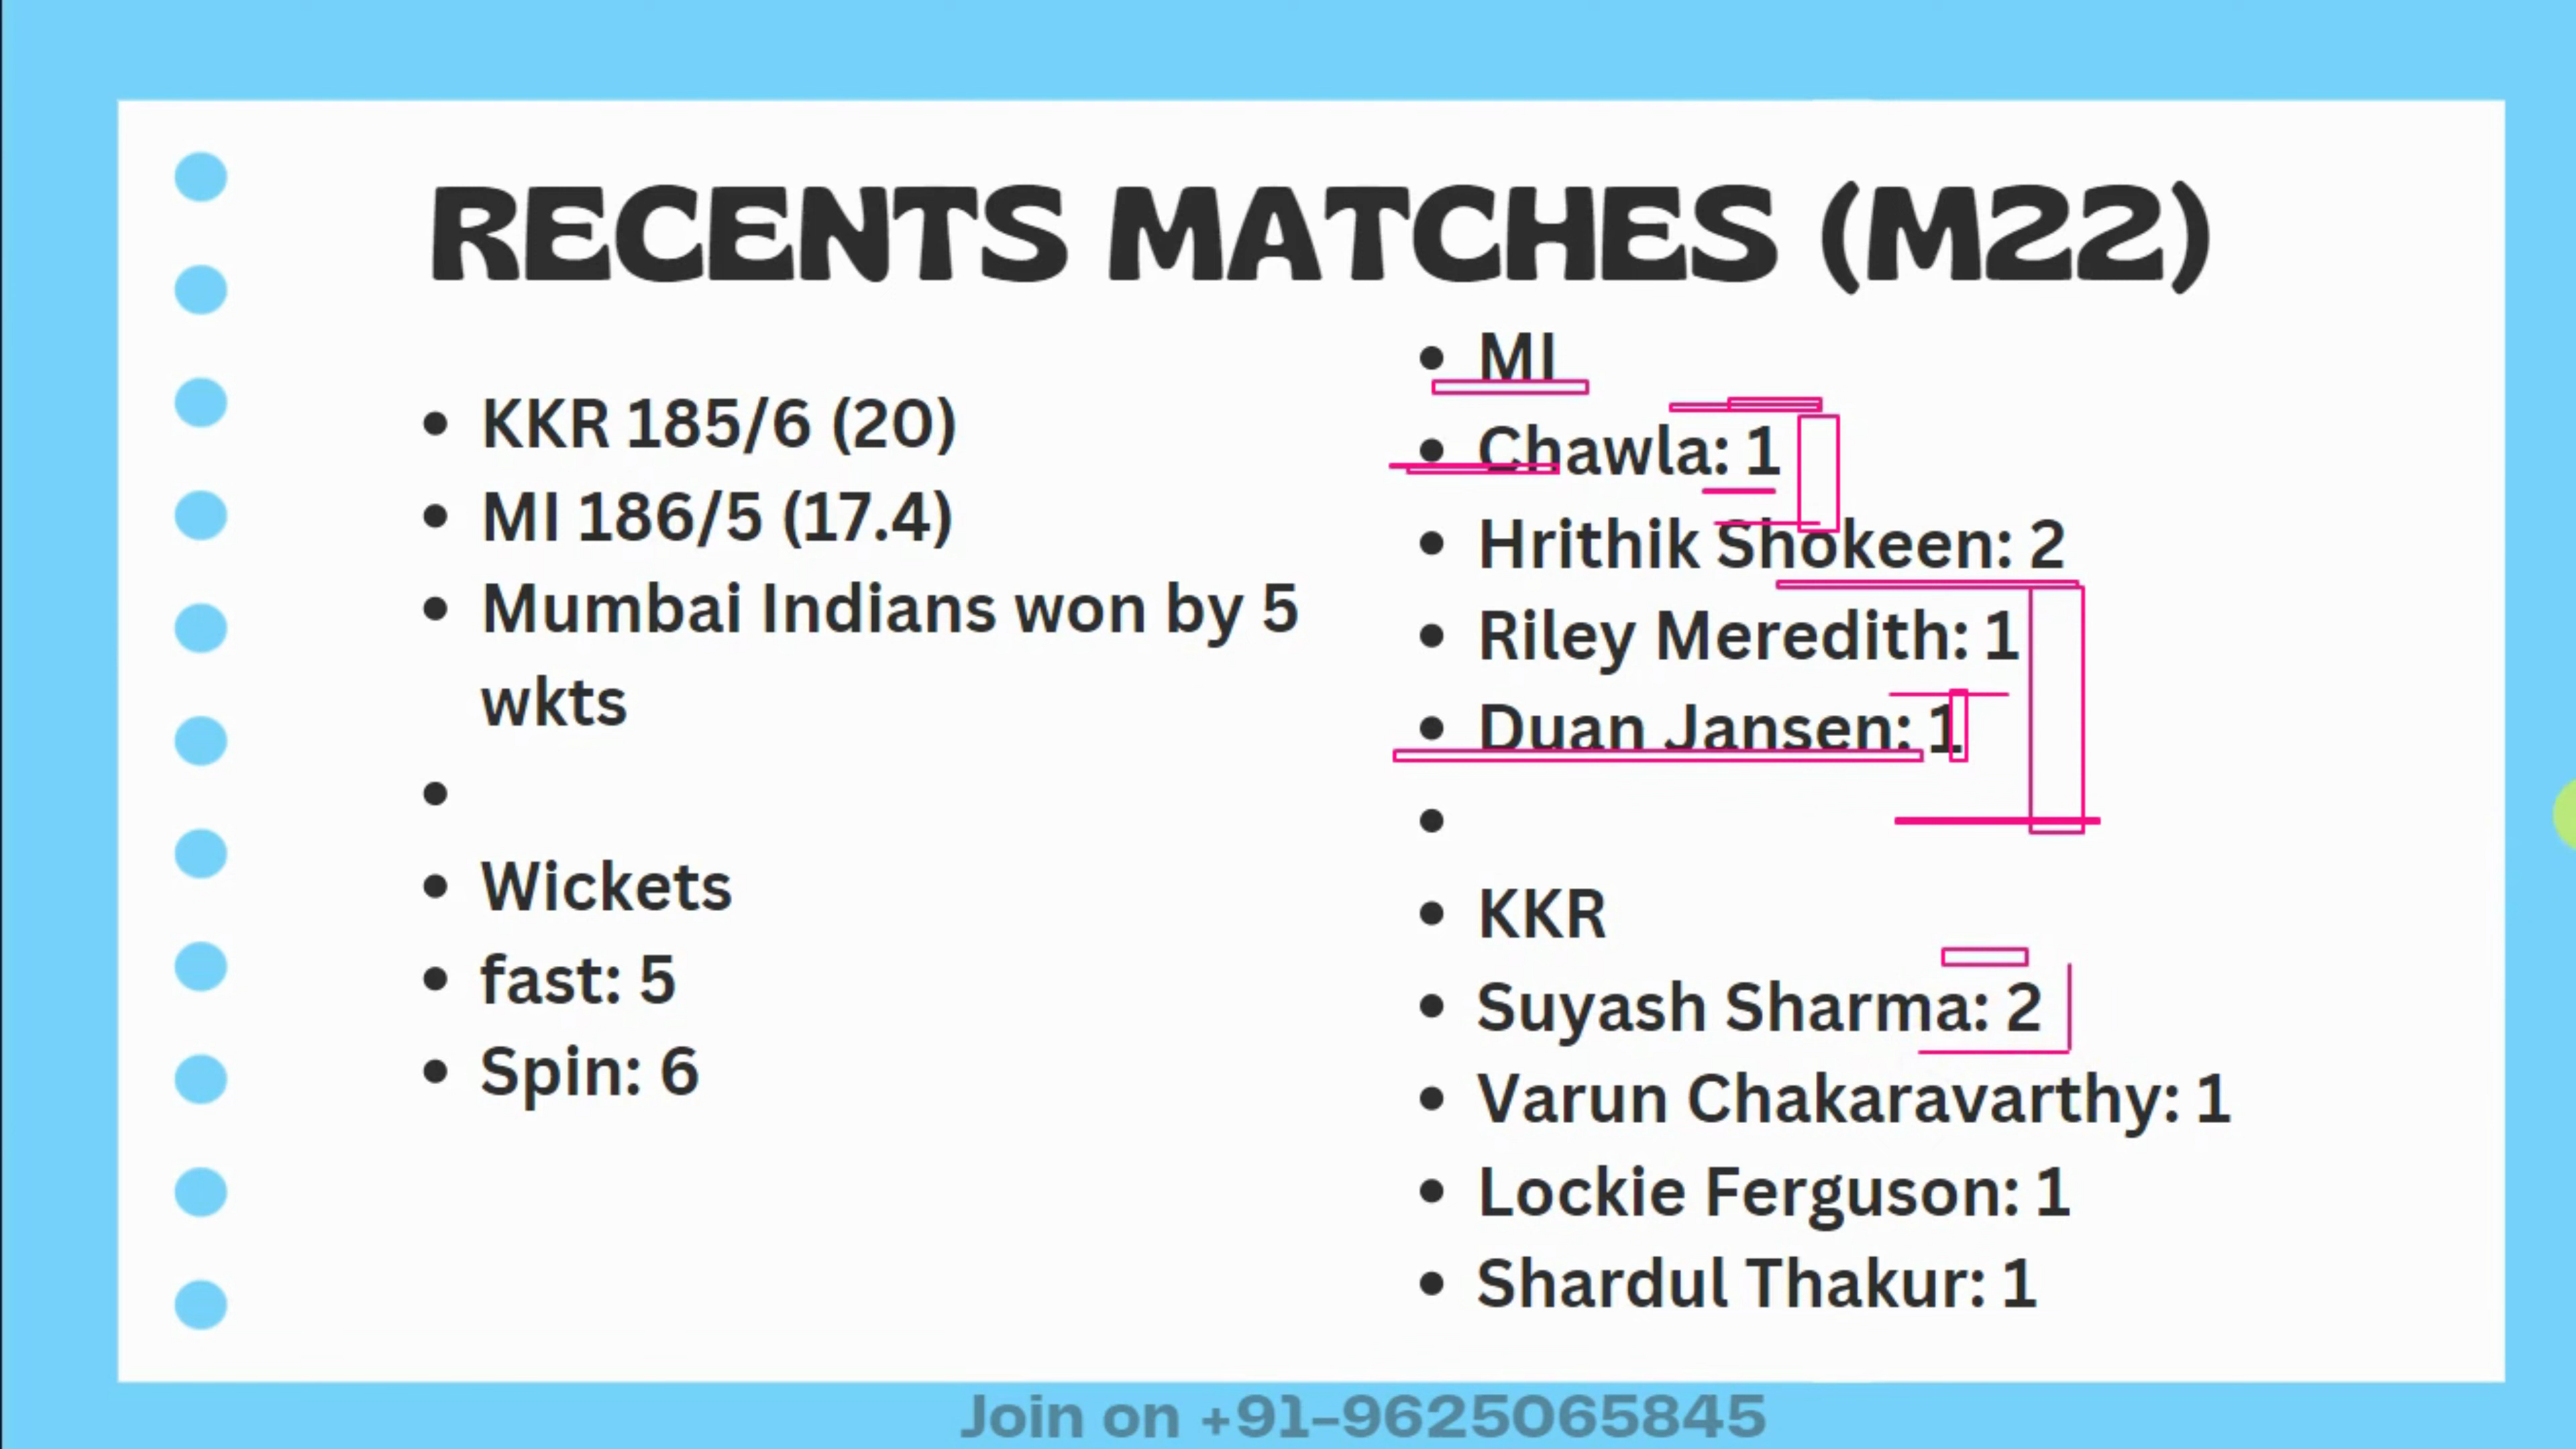 RECENTS MATCHES (M22)
KKR 185/6 (20)
MI 186/5 (17.4)
Mumbai Indians won by 5
wkts
Wickets
fast: 5
Spin: 6
MI
Chawla: 1
Hrithik Shokeen: 2
Riley Meredith: 1
Duan Jansen: 1
KKR
Suyash Sharma: 2
Varun Chakaravarthy: 1
Lockie Ferguson: 1
Shardul Thakur: 1
Join on +91-9625065845